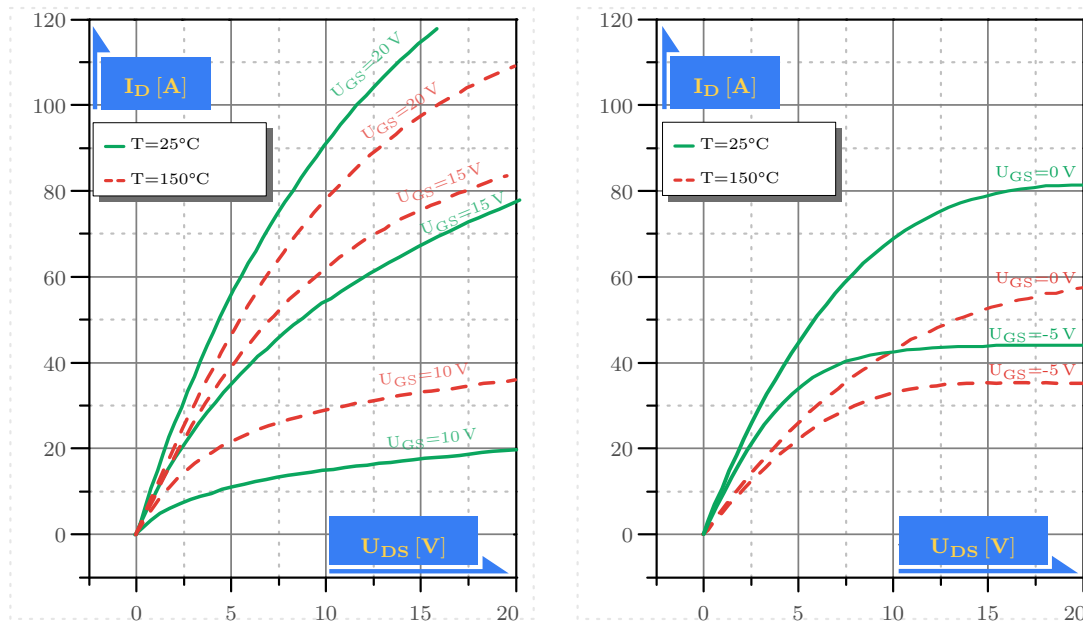 120
100
80
60
40
20
0
0
5
10
15
20
I_D [A]
T=25°C
T=150°C
U_GS=20 V
U_GS=20 V
U_GS=15 V
U_GS=15 V
U_GS=10 V
U_GS=10 V
U_DS [V]
120
100
80
60
40
20
0
0
5
10
15
20
I_D [A]
T=25°C
T=150°C
U_GS=0 V
U_GS=0 V
U_GS=-5 V
U_GS=-5 V
U_DS [V]